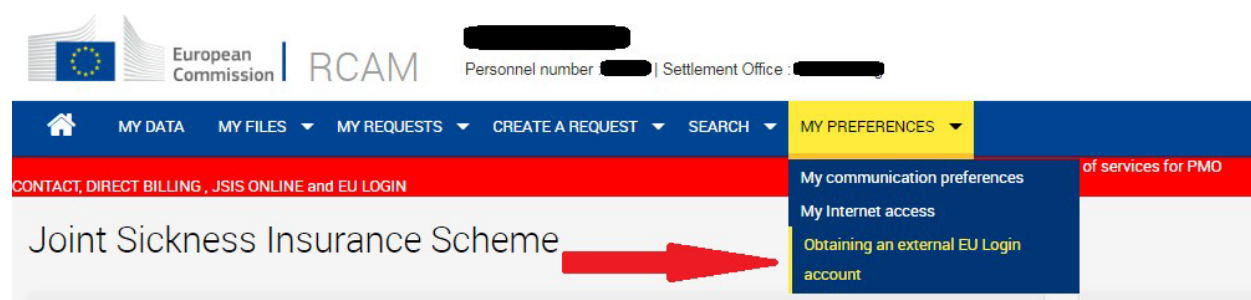 European
Commission
RCAM
Personnel number : | Settlement Office :
MY DATA MY FILES MY REQUESTS CREATE A REQUEST SEARCH MY PREFERENCES
of services for PMO
CONTACT, DIRECT BILLING , JSIS ONLINE and EU LOGIN
My communication preferences
My Internet access
Obtaining an external EU Login
account
Joint Sickness Insurance Scheme